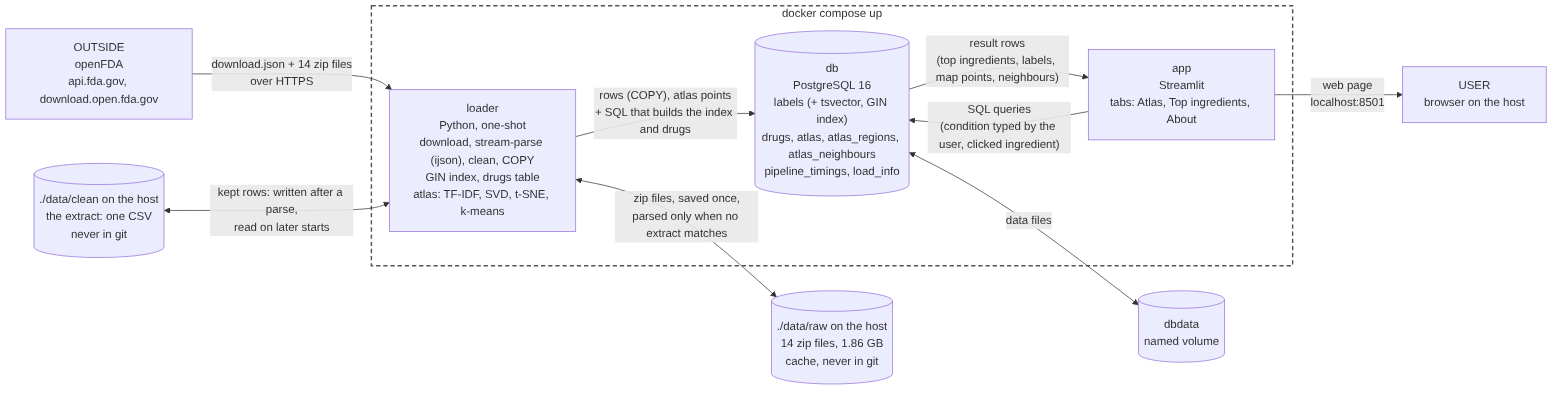 docker compose up
OUTSIDE
openFDA
api.fda.gov,
download.open.fda.gov
download.json + 14 zip files
over HTTPS
loader
Python, one-shot
download, stream-parse
(ijson), clean, COPY
GIN index, drugs table
atlas: TF-IDF, SVD, t-SNE,
k-means
rows (COPY), atlas points
+ SQL that builds the index
and drugs
db
PostgreSQL 16
labels (+ tsvector, GIN
index)
drugs, atlas, atlas_regions,
atlas_neighbours
pipeline_timings, load_info
result rows
(top ingredients, labels,
map points, neighbours)
SQL queries
(condition typed by the
user, clicked ingredient)
app
Streamlit
tabs: Atlas, Top ingredients,
About
web page
localhost:8501
USER
browser on the host
./data/clean on the host
the extract: one CSV
never in git
kept rows: written after a
parse,
read on later starts
zip files, saved once,
parsed only when no
extract matches
data files
./data/raw on the host
14 zip files, 1.86 GB
cache, never in git
dbdata
named volume